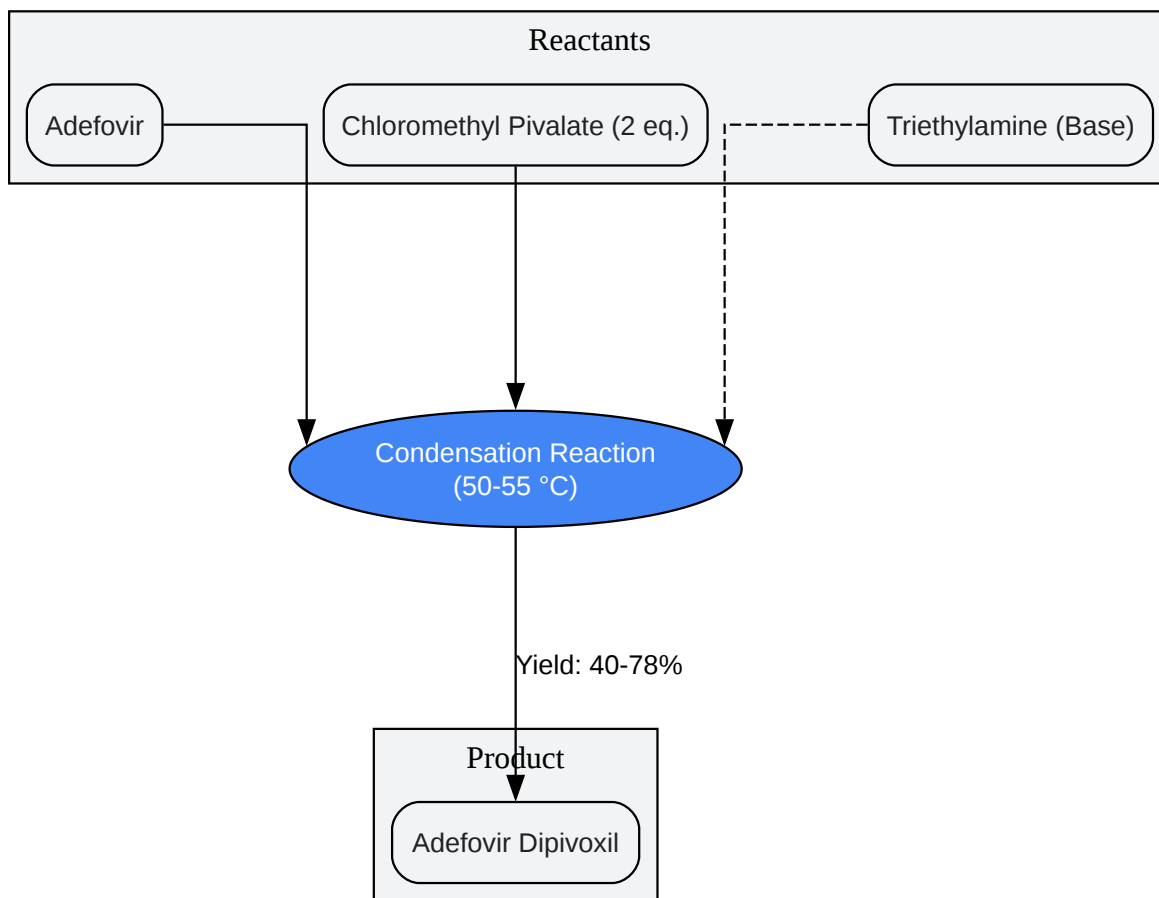 Reactants
Adefovir
Chloromethyl Pivalate (2 eq.)
Triethylamine (Base)
Condensation Reaction
(50-55 °C)
Yield: 40-78%
Product
Adefovir Dipivoxil